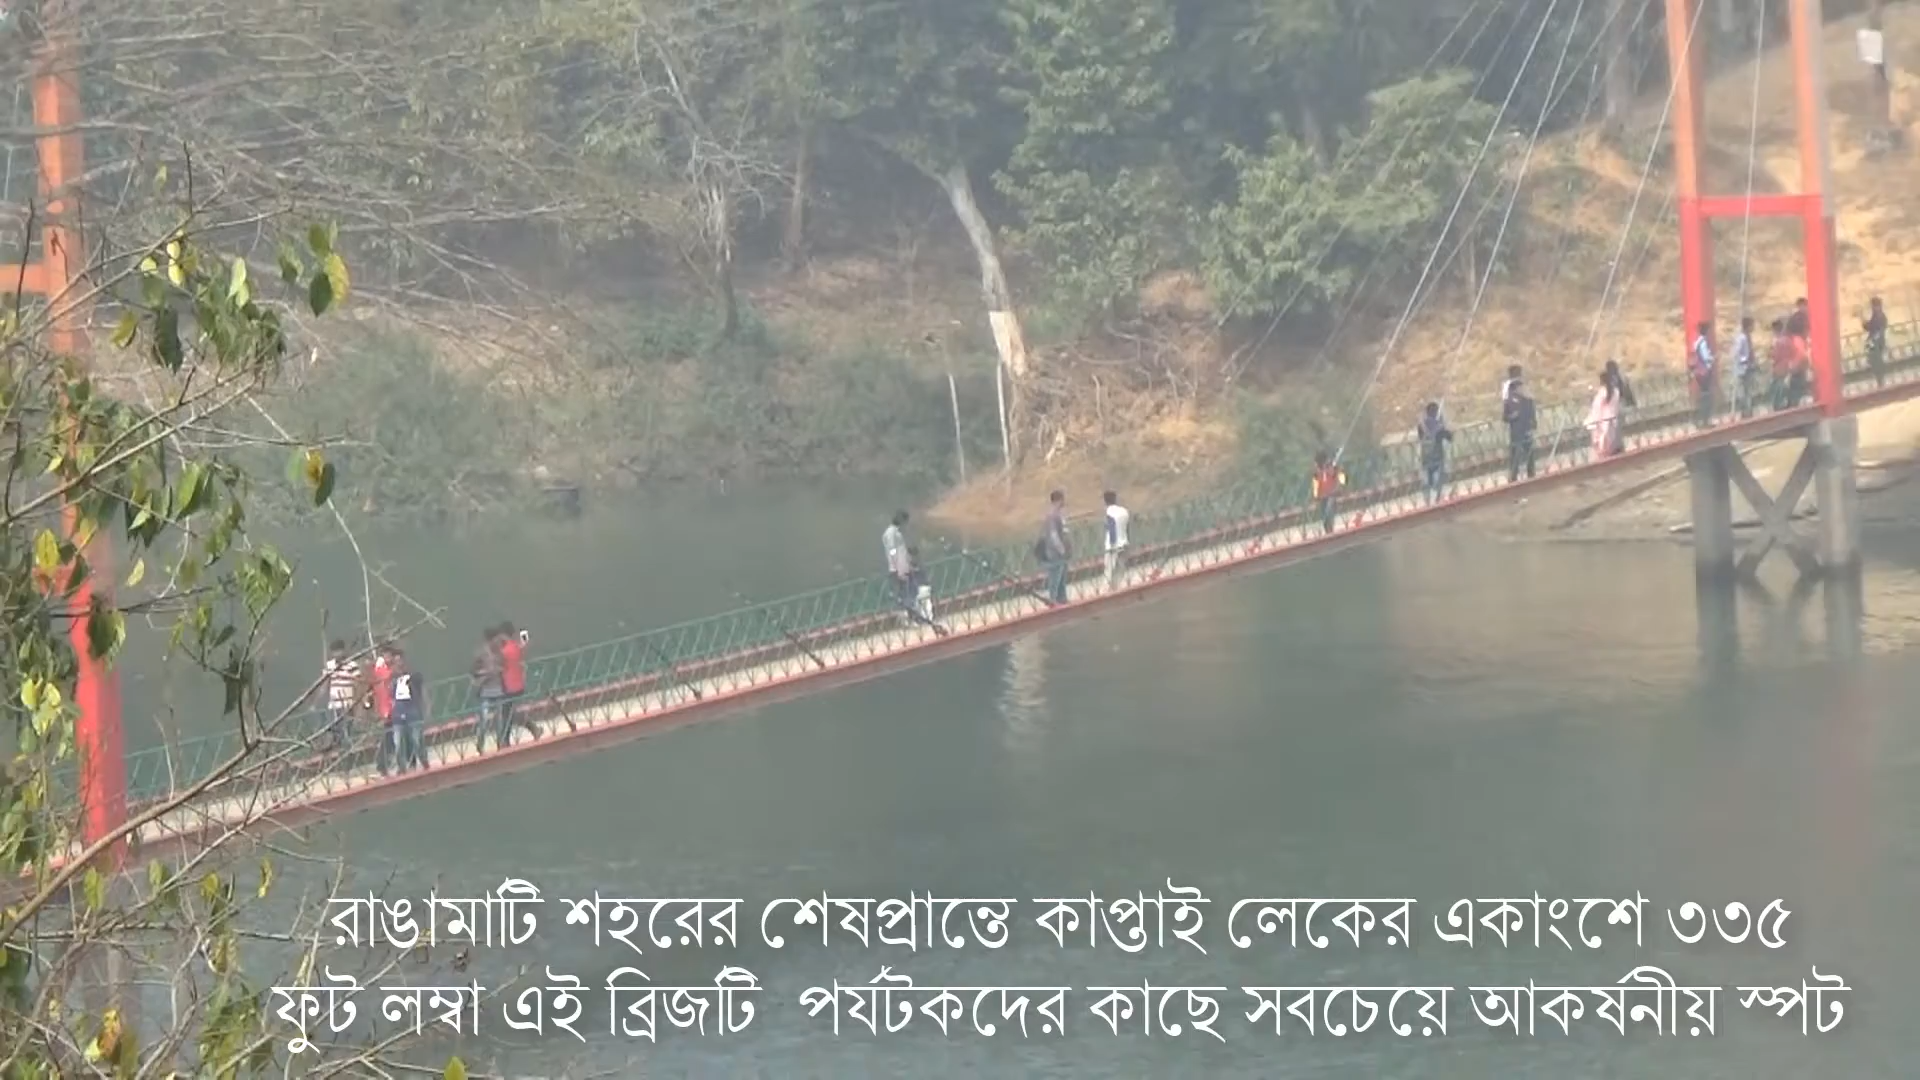 রাঙামাটি শহরের শেষপ্রান্তে কাপ্তাই লেকের একাংশে ৩৩৫
ফুট লম্বা এই ব্রিজটি পর্যটকদের কাছে সবচেয়ে আকর্ষনীয় স্পট